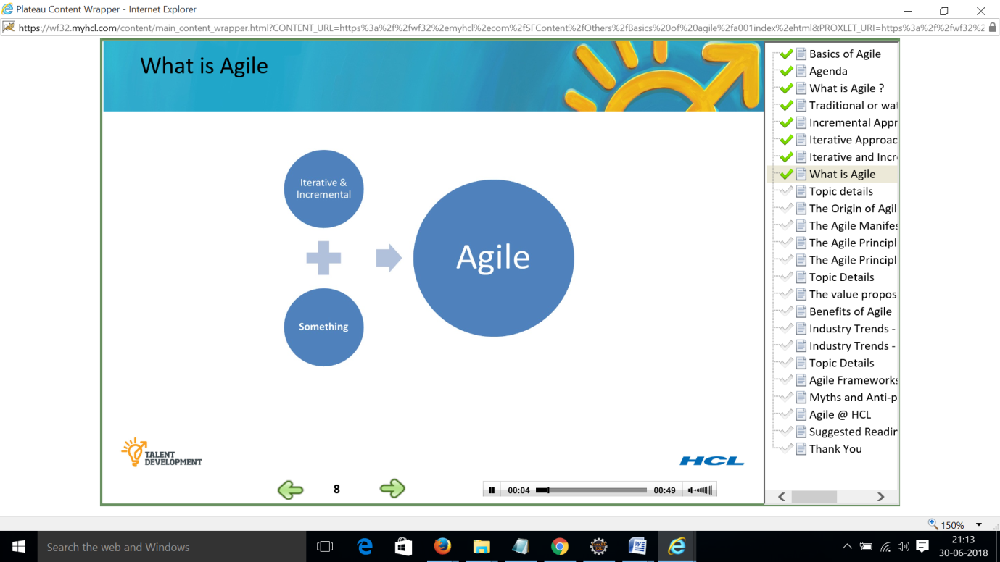 Plateau Content Wrapper - Internet Explorer
https://wf32.myhcl.com/content/main_content_wrapper.html?CONTENT_URL=https%3a%2f%2fwf32%2emyhcl%2ecom%2fSFContent%2fOthers%2fBasics%20of%20agile%2fa001index%2ehtml&PROXLET_URI=https%3a%2f%2fwf32%2
What is Agile
Iterative &
Incremental
Agile
Something
TALENT
DEVELOPMENT
HCL
8
00:04
00:49
Basics of Agile
Agenda
What is Agile ?
Traditional or wat
Incremental Appr
Iterative Approac
Iterative and Incr
What is Agile
Topic details
The Origin of Agil
The Agile Manifes
The Agile Principl
The Agile Principl
Topic Details
The value propos
Benefits of Agile
Industry Trends -
Industry Trends -
Topic Details
Agile Frameworks
Myths and Anti-p
Agile @ HCL
Suggested Readin
Thank You
150%
Search the web and Windows
21:13
30-06-2018